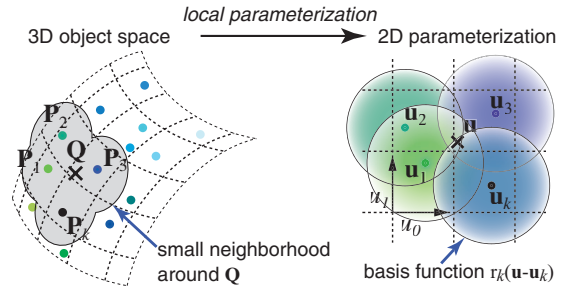 local parameterization
3D object space
2D parameterization
P2
Q
P1
P3
Pk
small neighborhood
around Q
u2
u3
u
u1
uk
u1
u0
basis function rk(u-uk)